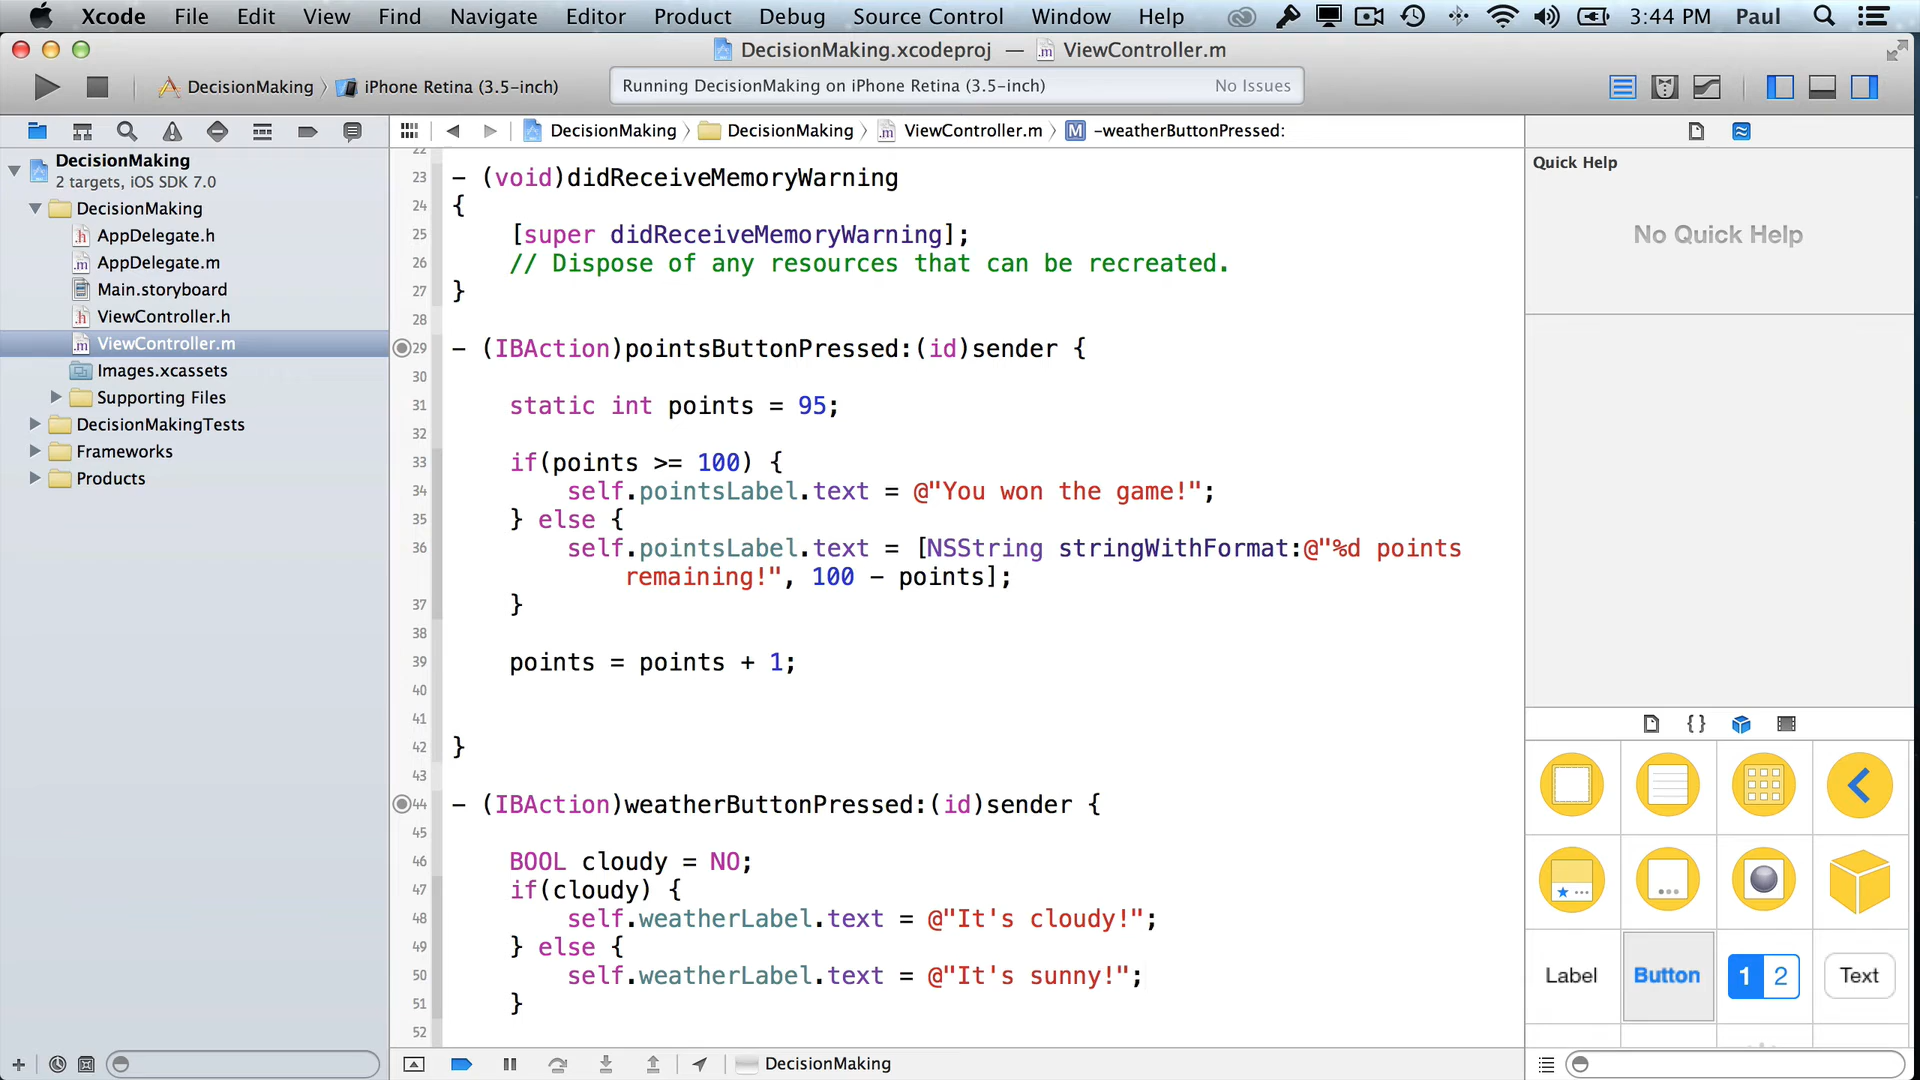 Xcode File Edit View Find Navigate Editor Product Debug Source Control Window Help 3:44 PM Paul
DecisionMaking.xcodeproj — ViewController.m
DecisionMaking iPhone Retina (3.5-inch)
Running DecisionMaking on iPhone Retina (3.5-inch) No Issues
DecisionMaking DecisionMaking ViewController.m M -weatherButtonPressed:
DecisionMaking
2 targets, iOS SDK 7.0
DecisionMaking
AppDelegate.h
AppDelegate.m
Main.storyboard
ViewController.h
ViewController.m
Images.xcassets
Supporting Files
DecisionMakingTests
Frameworks
Products
22
23 - (void)didReceiveMemoryWarning
24 {
25 [super didReceiveMemoryWarning];
26 // Dispose of any resources that can be recreated.
27 }
28
29 - (IBAction)pointsButtonPressed:(id)sender {
30
31 static int points = 95;
32
33 if(points >= 100) {
34 self.pointsLabel.text = @"You won the game!";
35 } else {
36 self.pointsLabel.text = [NSString stringWithFormat:@"%d points
remaining!", 100 - points];
37 }
38
39 points = points + 1;
40
41
42 }
43
44 - (IBAction)weatherButtonPressed:(id)sender {
45
46 BOOL cloudy = NO;
47 if(cloudy) {
48 self.weatherLabel.text = @"It's cloudy!";
49 } else {
50 self.weatherLabel.text = @"It's sunny!";
51 }
52
DecisionMaking
Quick Help
No Quick Help
{ }
Label Button 1 2 Text